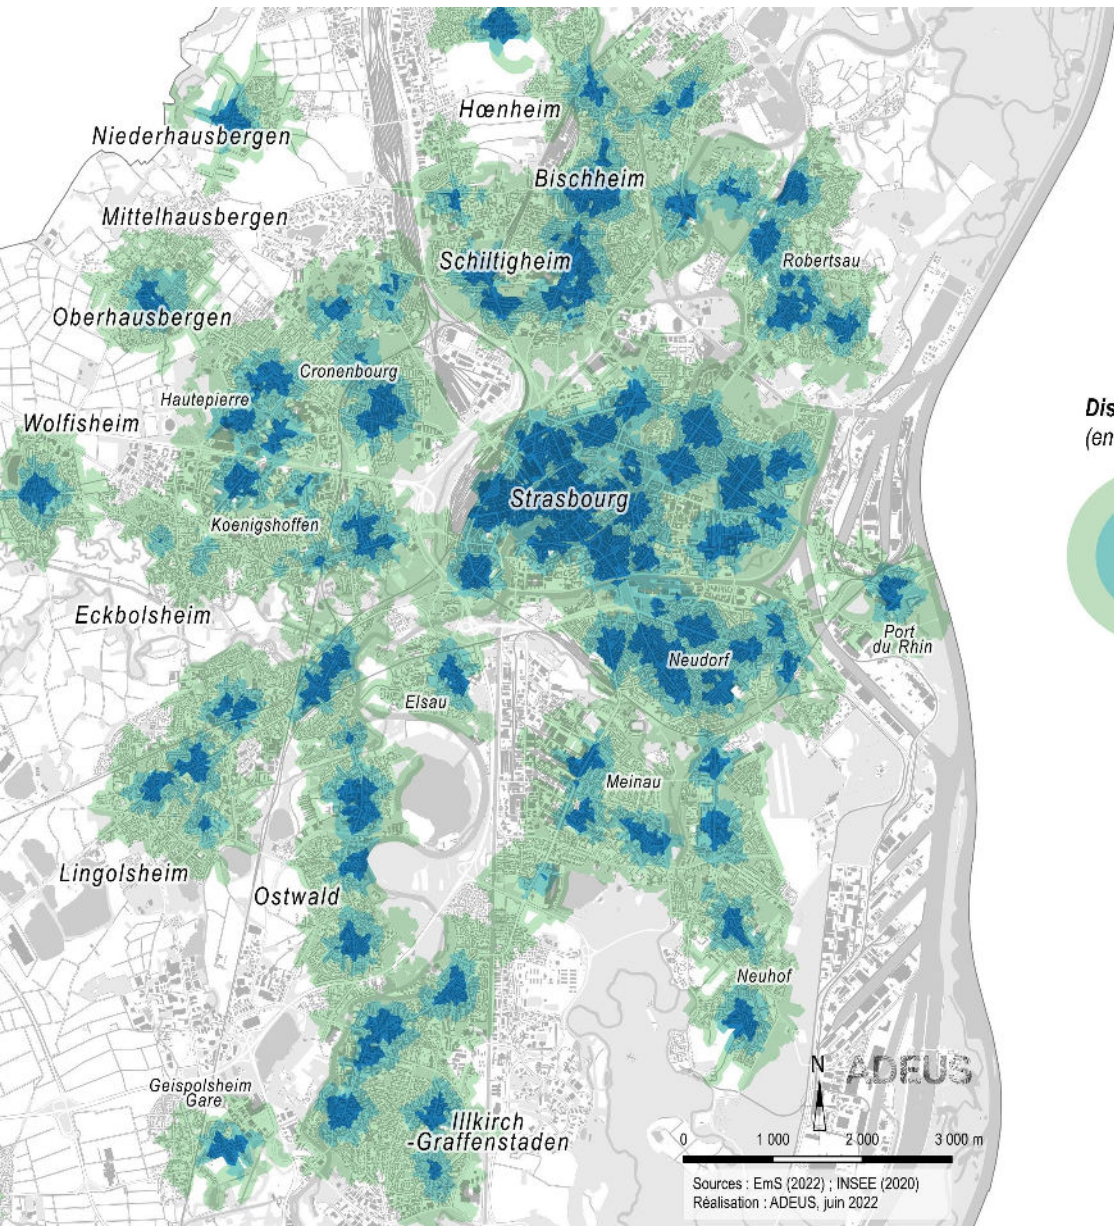 Hœnheim
Niederhausbergen
Bischheim
Mittelhausbergen
Schiltigheim
Robertsau
Oberhausbergen
Cronenbourg
Hautepierre
Wolfisheim
Dis
(en
Strasbourg
Koenigshoffen
Eckbolsheim
Port
du Rhin
Neudorf
Elsau
Meinau
Lingolsheim
Ostwald
Neuhof
N
ADEUS
Geispolsheim
Gare
Illkirch
-Graffenstaden
0 1 000 2 000 3 000 m
Sources : EmS (2022) ; INSEE (2020)
Réalisation : ADEUS, juin 2022